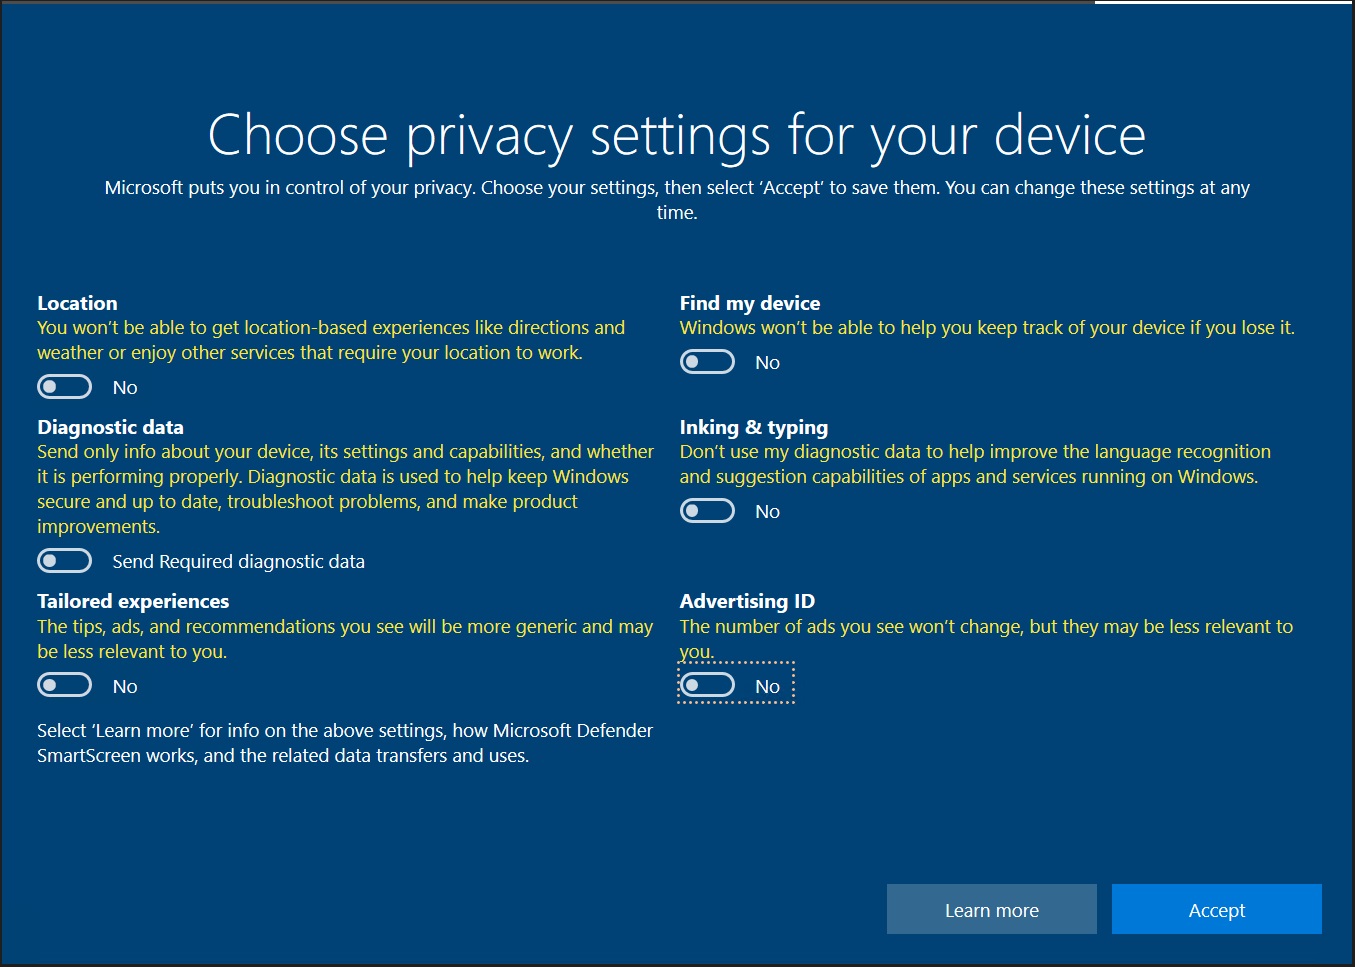 Choose privacy settings for your device
Microsoft puts you in control of your privacy. Choose your settings, then select ‘Accept’ to save them. You can change these settings at any
time.
Location
You won’t be able to get location-based experiences like directions and
weather or enjoy other services that require your location to work.
No
Diagnostic data
Send only info about your device, its settings and capabilities, and whether
it is performing properly. Diagnostic data is used to help keep Windows
secure and up to date, troubleshoot problems, and make product
improvements.
Send Required diagnostic data
Tailored experiences
The tips, ads, and recommendations you see will be more generic and may
be less relevant to you.
No
Select ‘Learn more’ for info on the above settings, how Microsoft Defender
SmartScreen works, and the related data transfers and uses.
Find my device
Windows won’t be able to help you keep track of your device if you lose it.
No
Inking & typing
Don’t use my diagnostic data to help improve the language recognition
and suggestion capabilities of apps and services running on Windows.
No
Advertising ID
The number of ads you see won’t change, but they may be less relevant to
you.
No
Learn more
Accept